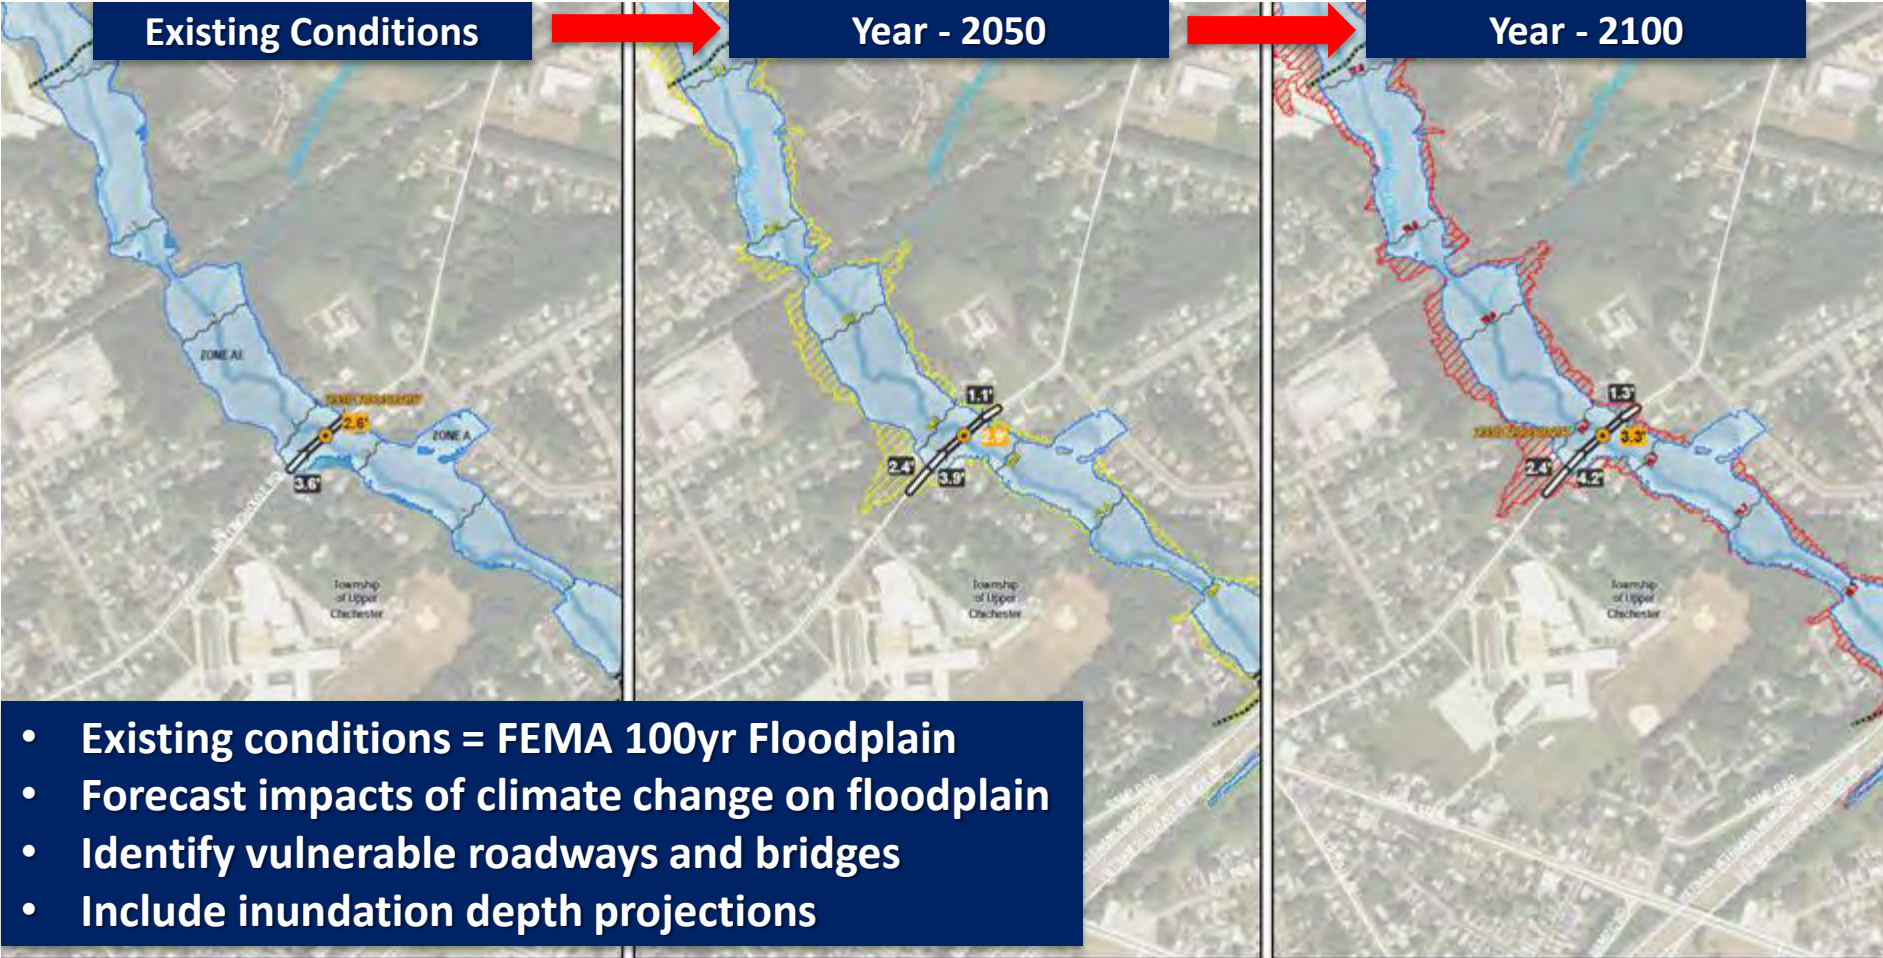 Existing Conditions
Year - 2050
Year - 2100
ZONE AE
2.6'
ZONE A
3.6'
Township
of Upper
Chichester
1.1'
2.4'
3.9'
Township
of Upper
Chichester
1.3'
3.3'
2.4'
4.2'
Township
of Upper
Chichester
• Existing conditions = FEMA 100yr Floodplain
• Forecast impacts of climate change on floodplain
• Identify vulnerable roadways and bridges
• Include inundation depth projections